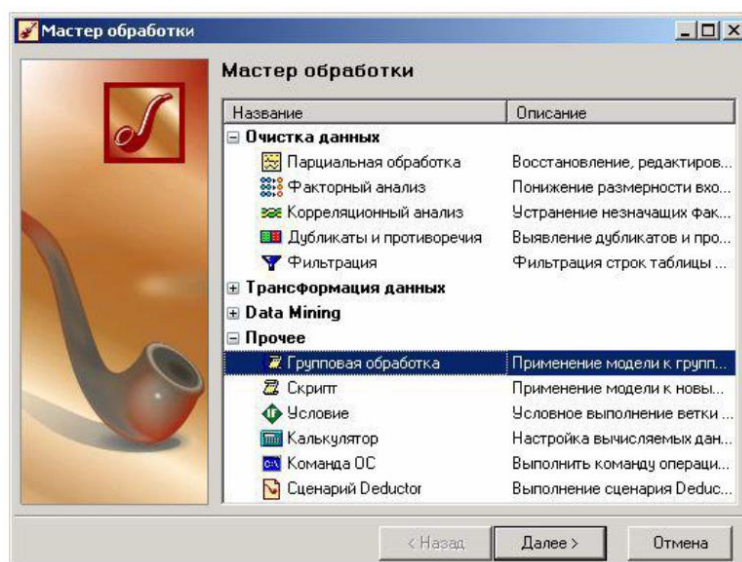 Мастер обработки
Мастер обработки
Название Описание
Очистка данных
Парциальная обработка Восстановление, редактиров...
Факторный анализ Понижение размерности вхо...
Корреляционный анализ Устранение незначащих фак...
Дубликаты и противоречия Выявление дубликатов и про...
Фильтрация Фильтрация строк таблицы ...
Трансформация данных
Data Mining
Прочее
Групповая обработка Применение модели к групп...
Скрипт Применение модели к новы...
Условие Условное выполнение ветки ...
Калькулятор Настройка вычисляемых дан...
Команда ОС Выполнить команду операци...
Сценарий Deductor Выполнение сценария Deduc...
< Назад Далее > Отмена